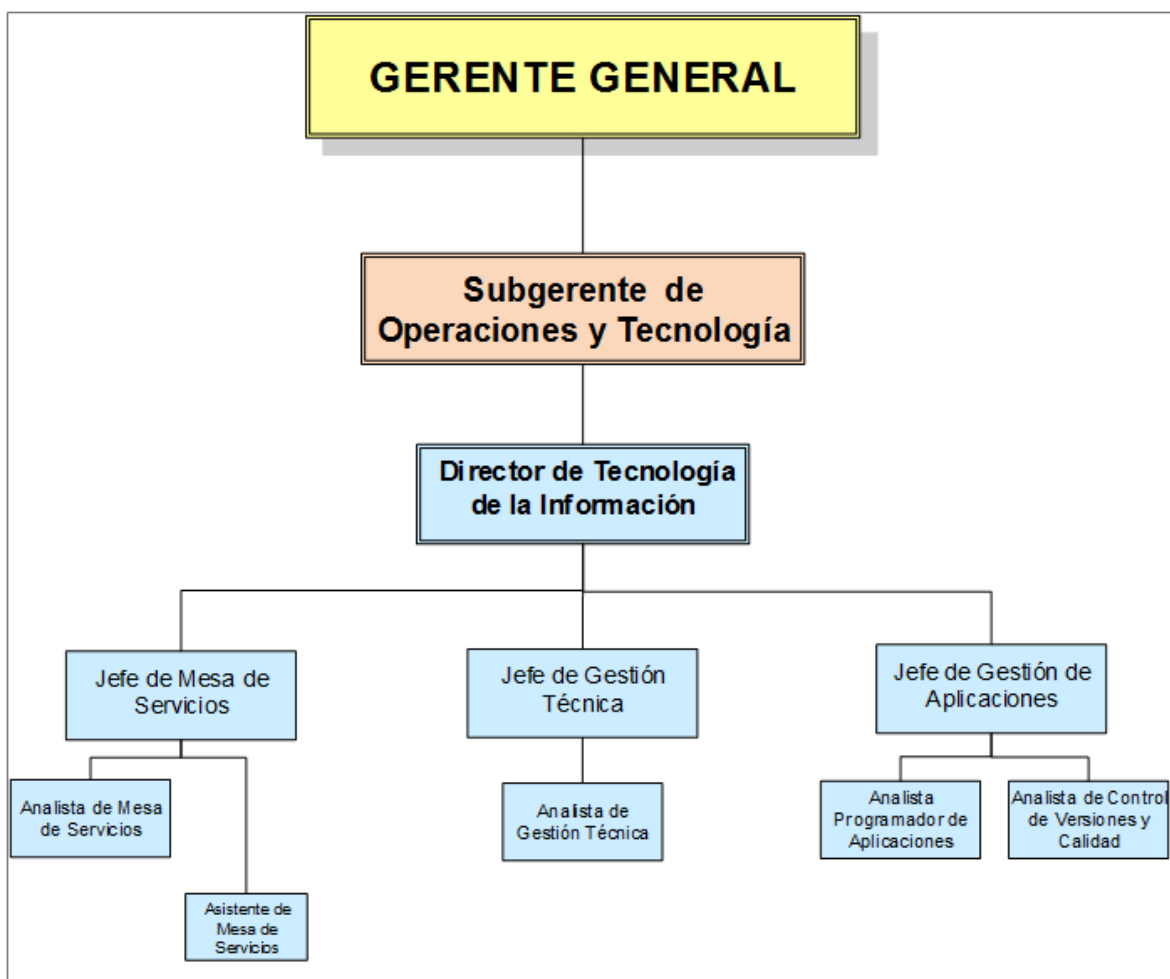 GERENTE GENERAL
Subgerente de
Operaciones y Tecnología
Director de Tecnología
de la Información
Jefe de Mesa de
Servicios
Jefe de Gestión
Técnica
Jefe de Gestión de
Aplicaciones
Analista de Mesa
de Servicios
Analista de
Gestión Técnica
Analista
Programador de
Aplicaciones
Analista de Control
de Versiones y
Calidad
Asistente de
Mesa de
Servicios